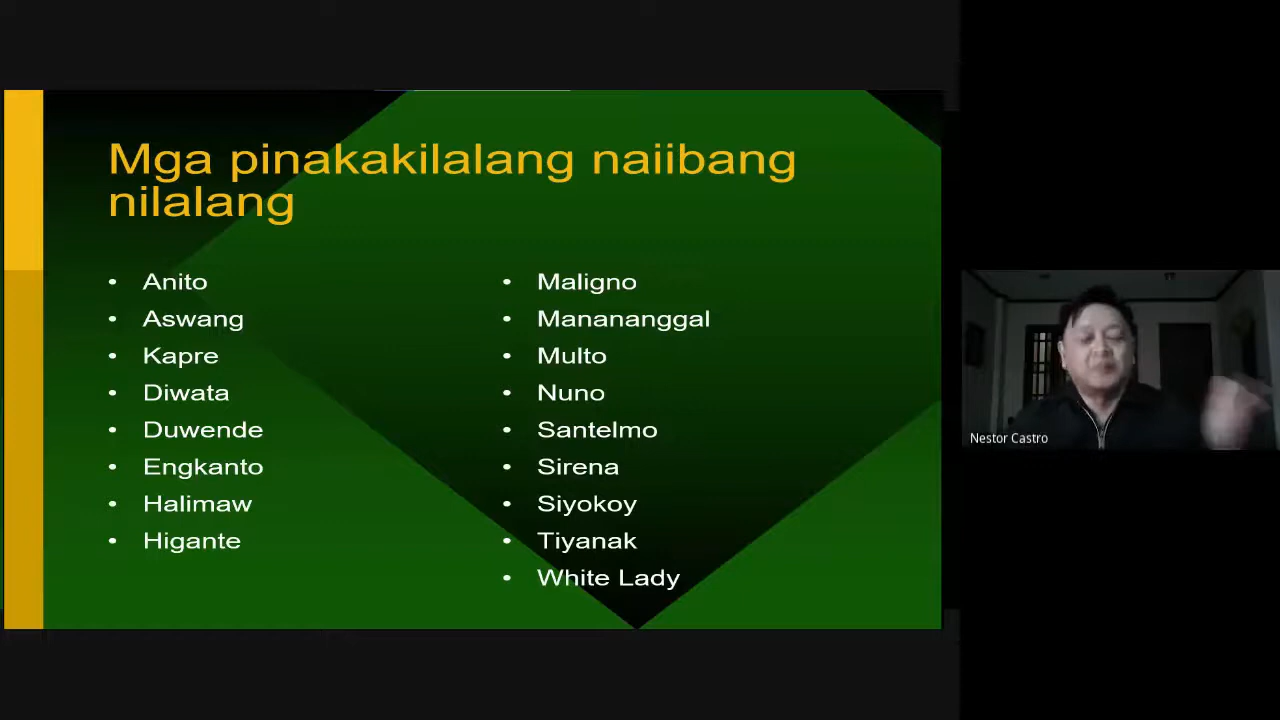 Mga pinakakilalang naiibang
nilalang
Anito
Aswang
Kapre
Diwata
Duwende
Engkanto
Halimaw
Higante
Maligno
Manananggal
Multo
Nuno
Santelmo
Sirena
Siyokoy
Tiyanak
White Lady
Nestor Castro